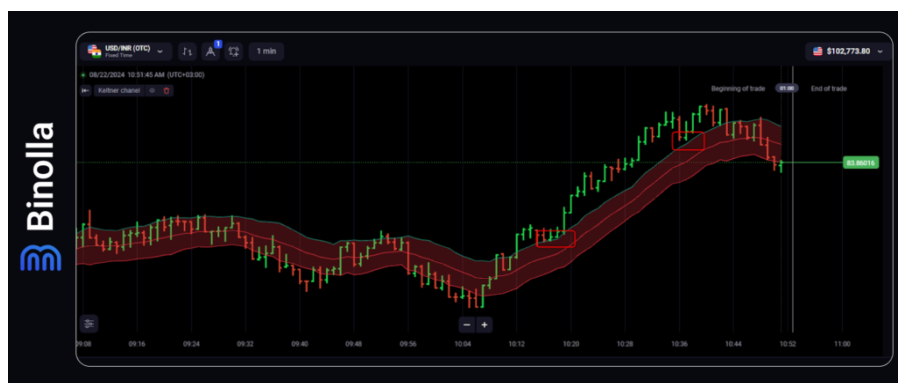 Binolla
USD/INR (OTC)
Fixed Time
1
1 min
$102,773.80
08/22/2024 10:51:45 AM (UTC+03:00)
Keltner chanel
Beginning of trade
01:00
End of trade
83.86016
09:08 09:16 09:24 09:32 09:40 09:48 09:56 10:04 10:12 10:20 10:28 10:36 10:44 10:52 11:00